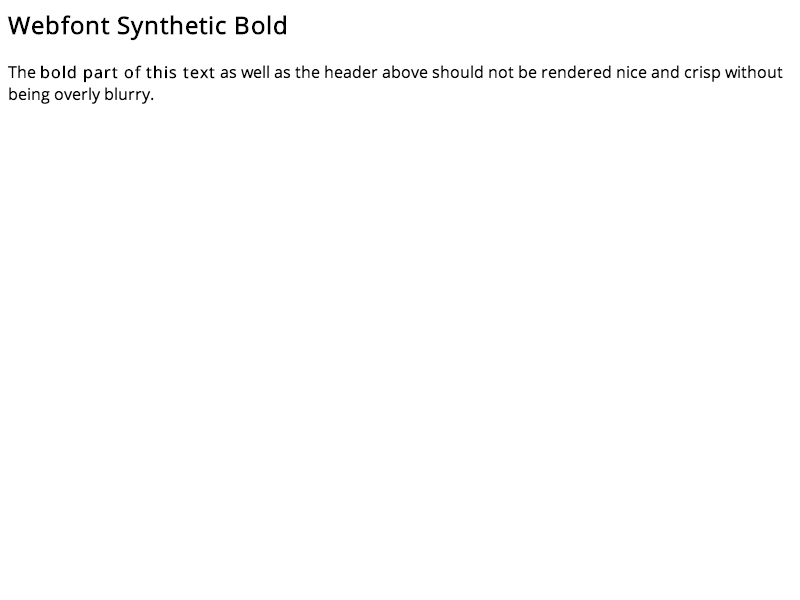 Webfont Synthetic Bold
The bold part of this text as well as the header above should not be rendered nice and crisp without
being overly blurry.